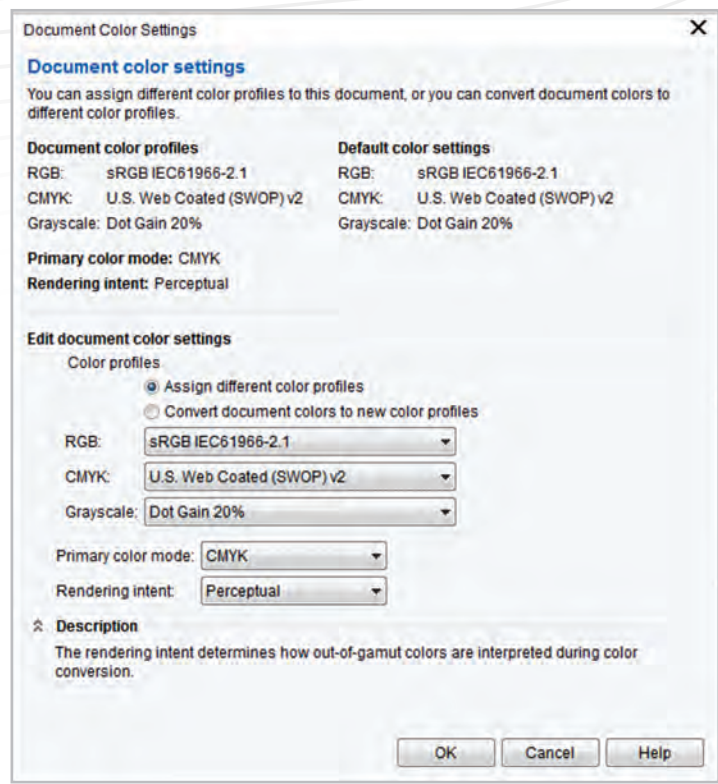 Document Color Settings
Document color settings
You can assign different color profiles to this document, or you can convert document colors to
different color profiles.
Document color profiles
RGB: sRGB IEC61966-2.1
CMYK: U.S. Web Coated (SWOP) v2
Grayscale: Dot Gain 20%
Default color settings
RGB: sRGB IEC61966-2.1
CMYK: U.S. Web Coated (SWOP) v2
Grayscale: Dot Gain 20%
Primary color mode: CMYK
Rendering intent: Perceptual
Edit document color settings
Color profiles
Assign different color profiles
Convert document colors to new color profiles
RGB: sRGB IEC61966-2.1
CMYK: U.S. Web Coated (SWOP) v2
Grayscale: Dot Gain 20%
Primary color mode: CMYK
Rendering intent: Perceptual
Description
The rendering intent determines how out-of-gamut colors are interpreted during color
conversion.
OK Cancel Help